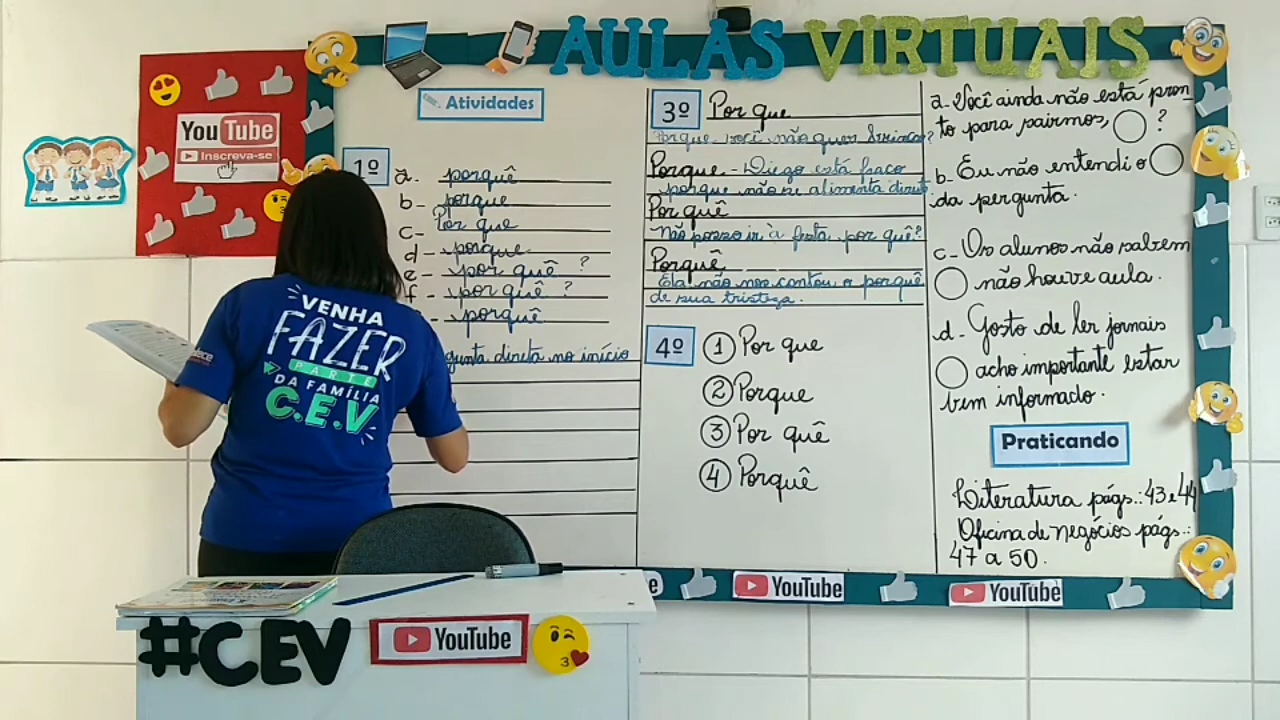 AULAS VIRTUAIS
YouTube
Inscreva-se
Atividades
1º
a- porquê
b- porque
c- Por que
d- porque
e- por quê ?
f- por quê ?
- porquê
gunta direta no início
3º Por que
Porque você não quer brincar?
Porque - Diego está fraco
porque não se alimenta direito
Por quê
Não posso ir à festa por quê?
Porquê
Ela não nos contou o porquê
de sua tristeza.
4º
1 Por que
2 Porque
3 Por quê
4 Porquê
a- Você ainda não está pron-
to para sairmos, ?
b- Eu não entendi o
da pergunta.
c- Os alunos não sabem
não houve aula.
d- Gosto de ler jornais
acho importante estar
bem informado.
Praticando
Literatura págs.: 43 e 44
Oficina de negócios págs.:
47 a 50.
VENHA
FAZER
PARTE
DA FAMÍLIA
C.E.V
YouTube
YouTube
#CEV
YouTube